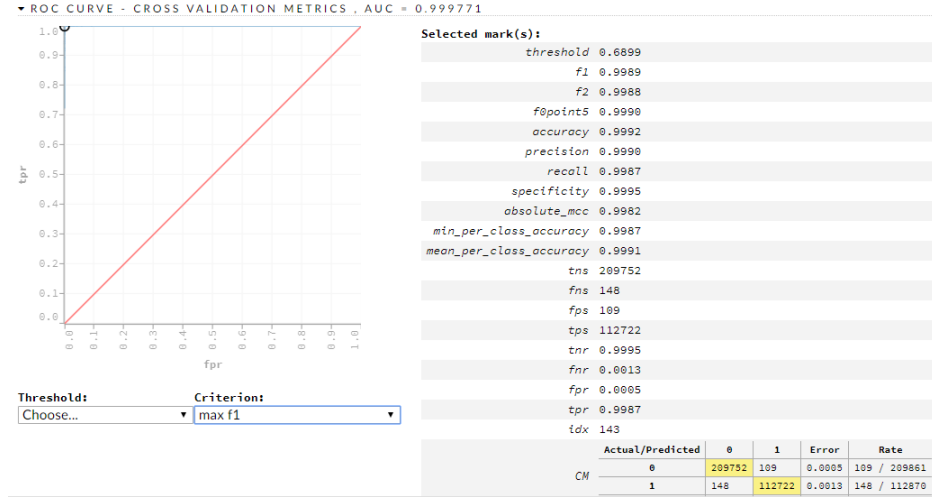 ▾ ROC CURVE - CROSS VALIDATION METRICS , AUC = 0.999771
1.0
0.9
0.8
0.7
0.6
0.5
0.4
0.3
0.2
0.1
0.0
tpr
0.0 0.1 0.2 0.3 0.4 0.5 0.6 0.7 0.8 0.9 1.0
fpr
Threshold: Criterion:
Choose... ▾ max f1 ▾
Selected mark(s):
threshold 0.6899
f1 0.9989
f2 0.9988
f0point5 0.9990
accuracy 0.9992
precision 0.9990
recall 0.9987
specificity 0.9995
absolute_mcc 0.9982
min_per_class_accuracy 0.9987
mean_per_class_accuracy 0.9991
tns 209752
fns 148
fps 109
tps 112722
tnr 0.9995
fnr 0.0013
fpr 0.0005
tpr 0.9987
idx 143
CM
Actual/Predicted 0 1 Error Rate
0 209752 109 0.0005 109 / 209861
1 148 112722 0.0013 148 / 112870